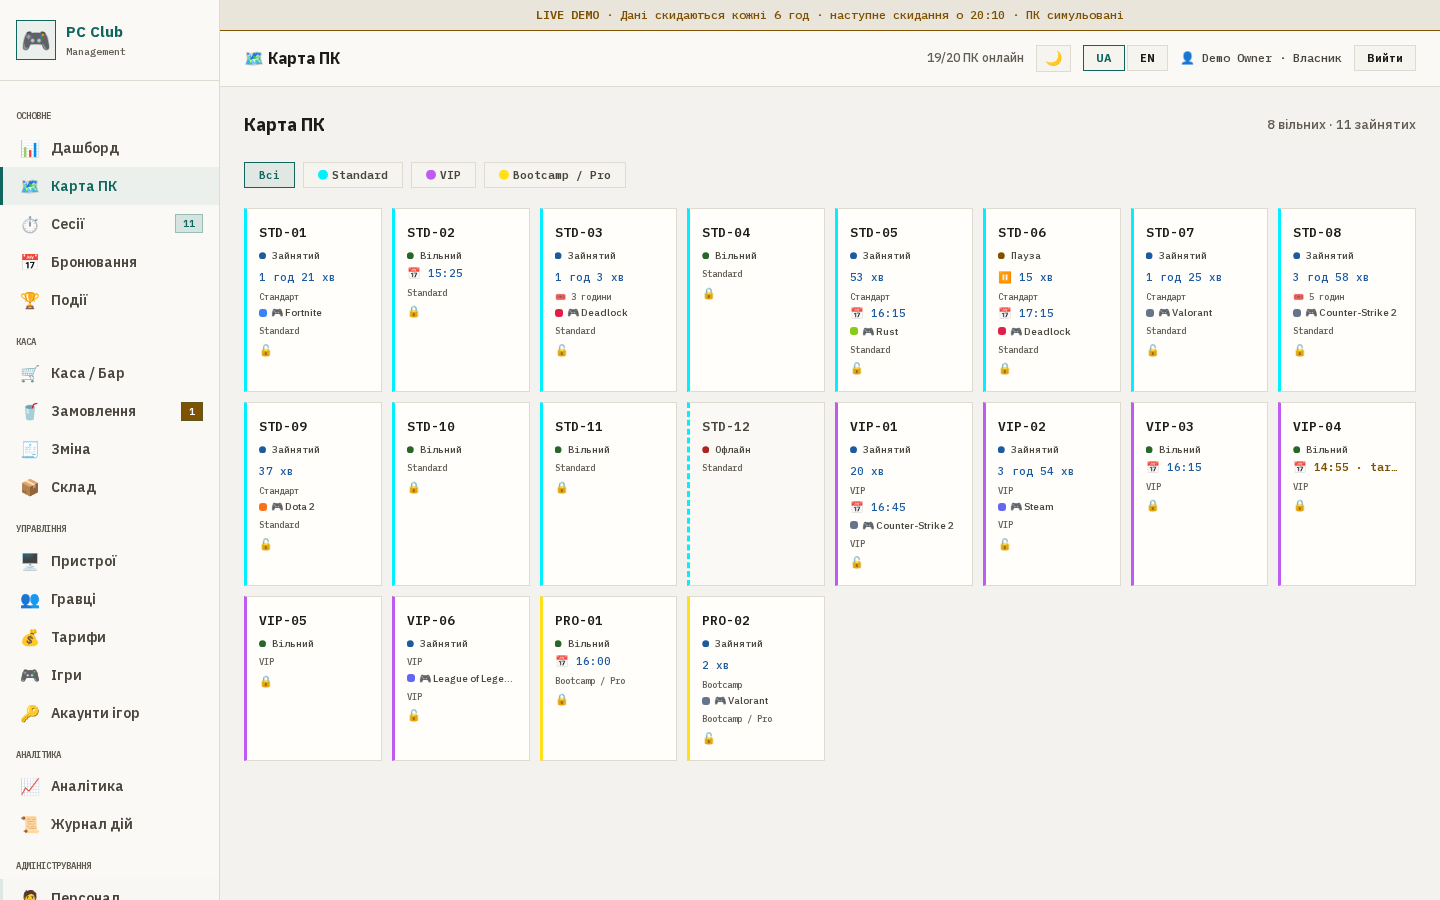 PC Club
Management
LIVE DEMO · Дані скидаються кожні 6 год · наступне скидання о 20:10 · ПК симульовані
Карта ПК
19/20 ПК онлайн
UA
EN
Demo Owner · Власник
Вийти
ОСНОВНЕ
Дашборд
Карта ПК
Сесії
11
Бронювання
Події
КАСА
Каса / Бар
Замовлення
1
Зміна
Склад
УПРАВЛІННЯ
Пристрої
Гравці
Тарифи
Ігри
Акаунти ігор
АНАЛІТИКА
Аналітика
Журнал дій
АДМІНІСТРУВАННЯ
Персонал
Карта ПК
8 вільних · 11 зайнятих
Всі
Standard
VIP
Bootcamp / Pro
STD-01
Зайнятий
1 год 21 хв
Стандарт
Fortnite
Standard
STD-02
Вільний
15:25
Standard
STD-03
Зайнятий
1 год 3 хв
3 години
Deadlock
Standard
STD-04
Вільний
Standard
STD-05
Зайнятий
53 хв
Стандарт
16:15
Rust
Standard
STD-06
Пауза
15 хв
Стандарт
17:15
Deadlock
Standard
STD-07
Зайнятий
1 год 25 хв
Стандарт
Valorant
Standard
STD-08
Зайнятий
3 год 58 хв
5 годин
Counter-Strike 2
Standard
STD-09
Зайнятий
37 хв
Стандарт
Dota 2
Standard
STD-10
Вільний
Standard
STD-11
Вільний
Standard
STD-12
Офлайн
Standard
VIP-01
Зайнятий
20 хв
VIP
16:45
Counter-Strike 2
VIP
VIP-02
Зайнятий
3 год 54 хв
VIP
Steam
VIP
VIP-03
Вільний
16:15
VIP
VIP-04
Вільний
14:55 · tar…
VIP
VIP-05
Вільний
VIP
VIP-06
Зайнятий
VIP
League of Lege…
VIP
PRO-01
Вільний
16:00
Bootcamp / Pro
PRO-02
Зайнятий
2 хв
Bootcamp
Valorant
Bootcamp / Pro